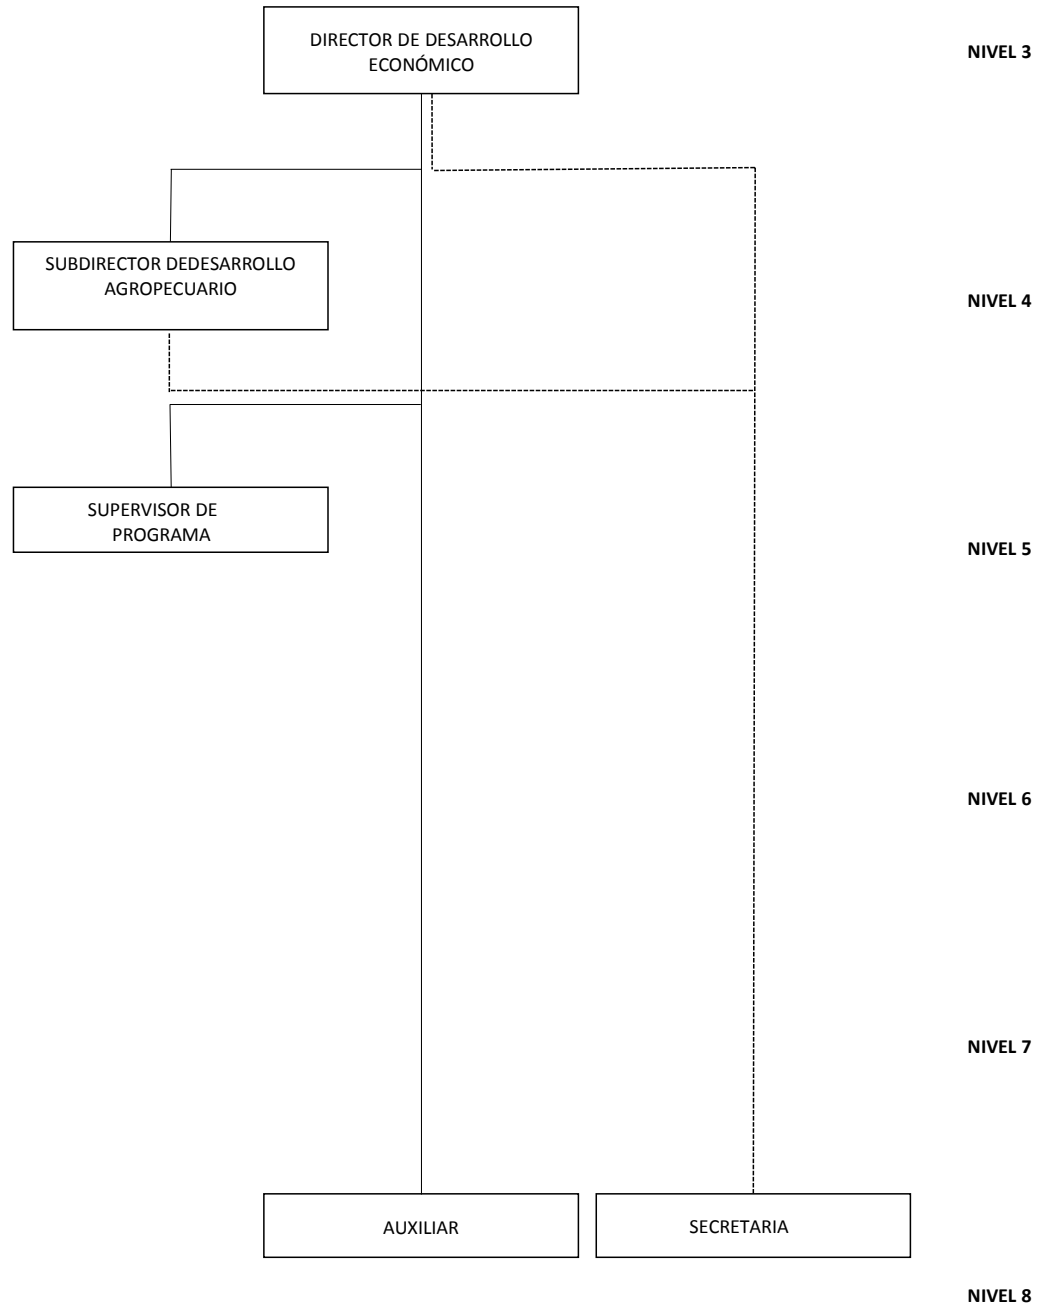 DIRECTOR DE DESARROLLO
ECONÓMICO
NIVEL 3
SUBDIRECTOR DEDESARROLLO
AGROPECUARIO
NIVEL 4
SUPERVISOR DE
PROGRAMA
NIVEL 5
NIVEL 6
NIVEL 7
AUXILIAR
SECRETARIA
NIVEL 8